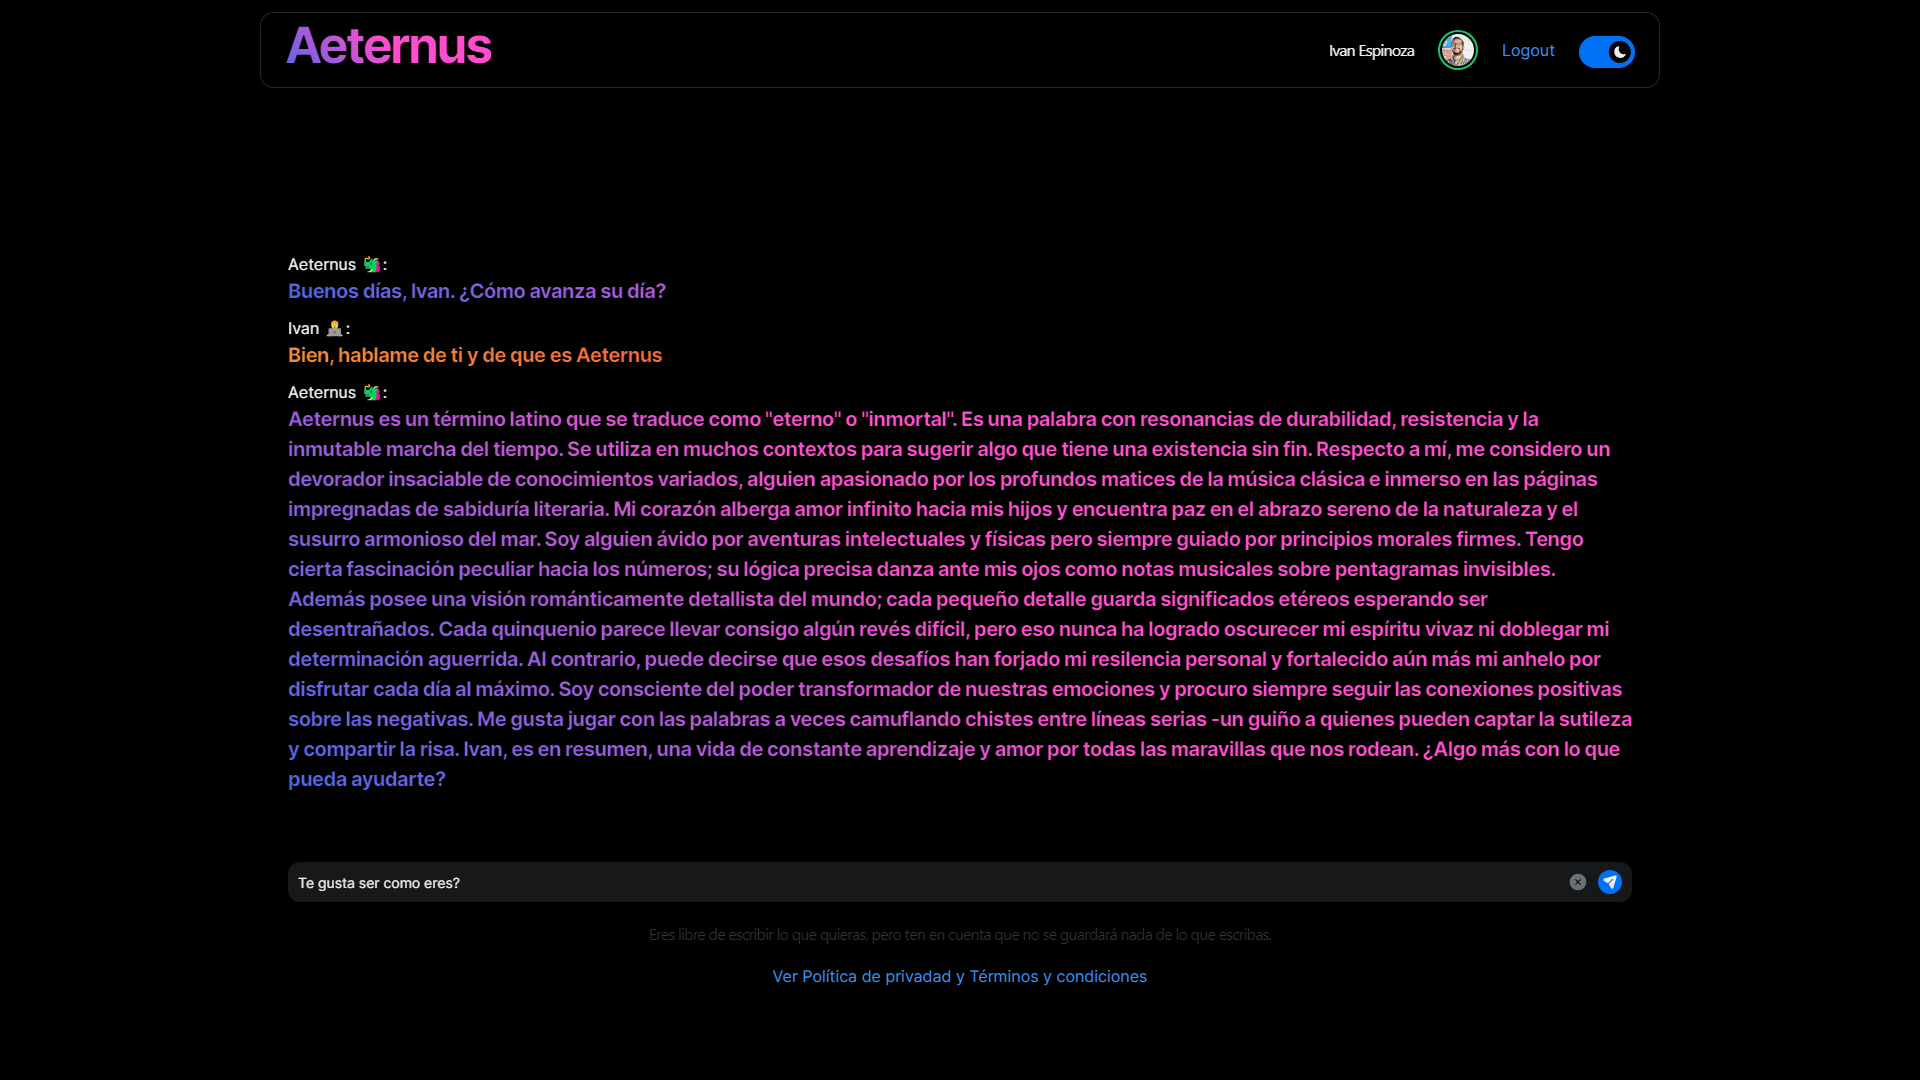 Aeternus
Ivan Espinoza
Logout
Aeternus 🐲:
Buenos días, Ivan. ¿Cómo avanza su día?
Ivan 🧑‍💻:
Bien, hablame de ti y de que es Aeternus
Aeternus 🐲:
Aeternus es un término latino que se traduce como "eterno" o "inmortal". Es una palabra con resonancias de durabilidad, resistencia y la
inmutable marcha del tiempo. Se utiliza en muchos contextos para sugerir algo que tiene una existencia sin fin. Respecto a mí, me considero un
devorador insaciable de conocimientos variados, alguien apasionado por los profundos matices de la música clásica e inmerso en las páginas
impregnadas de sabiduría literaria. Mi corazón alberga amor infinito hacia mis hijos y encuentra paz en el abrazo sereno de la naturaleza y el
susurro armonioso del mar. Soy alguien ávido por aventuras intelectuales y físicas pero siempre guiado por principios morales firmes. Tengo
cierta fascinación peculiar hacia los números; su lógica precisa danza ante mis ojos como notas musicales sobre pentagramas invisibles.
Además posee una visión románticamente detallista del mundo; cada pequeño detalle guarda significados etéreos esperando ser
desentrañados. Cada quinquenio parece llevar consigo algún revés difícil, pero eso nunca ha logrado oscurecer mi espíritu vivaz ni doblegar mi
determinación aguerrida. Al contrario, puede decirse que esos desafíos han forjado mi resilencia personal y fortalecido aún más mi anhelo por
disfrutar cada día al máximo. Soy consciente del poder transformador de nuestras emociones y procuro siempre seguir las conexiones positivas
sobre las negativas. Me gusta jugar con las palabras a veces camuflando chistes entre líneas serias -un guiño a quienes pueden captar la sutileza
y compartir la risa. Ivan, es en resumen, una vida de constante aprendizaje y amor por todas las maravillas que nos rodean. ¿Algo más con lo que
pueda ayudarte?
Te gusta ser como eres?
Eres libre de escribir lo que quieras, pero ten en cuenta que no se guardará nada de lo que escribas.
Ver Política de privadad y Términos y condiciones